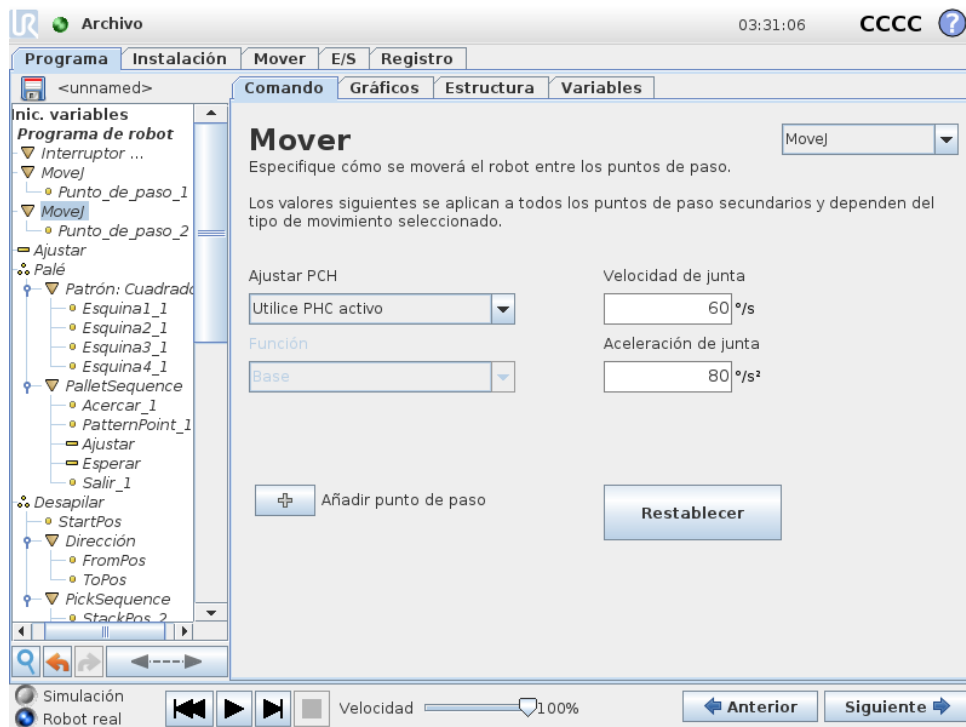 UR Archivo 03:31:06 CCCC ?
Programa Instalación Mover E/S Registro
<unnamed>
Comando Gráficos Estructura Variables
Inic. variables
Programa de robot
Interruptor ...
MoveJ
Punto_de_paso_1
MoveJ
Punto_de_paso_2
Ajustar
Palé
Patrón: Cuadrado
Esquina1_1
Esquina2_1
Esquina3_1
Esquina4_1
PalletSequence
Acercar_1
PatternPoint_1
Ajustar
Esperar
Salir_1
Desapilar
StartPos
Dirección
FromPos
ToPos
PickSequence
StackPos_2
Mover
MoveJ
Especifique cómo se moverá el robot entre los puntos de paso.
Los valores siguientes se aplican a todos los puntos de paso secundarios y dependen del
tipo de movimiento seleccionado.
Ajustar PCH
Utilice PHC activo
Función
Base
Velocidad de junta
60 °/s
Aceleración de junta
80 °/s²
Añadir punto de paso
Restablecer
Simulación
Robot real
Velocidad 100%
Anterior Siguiente